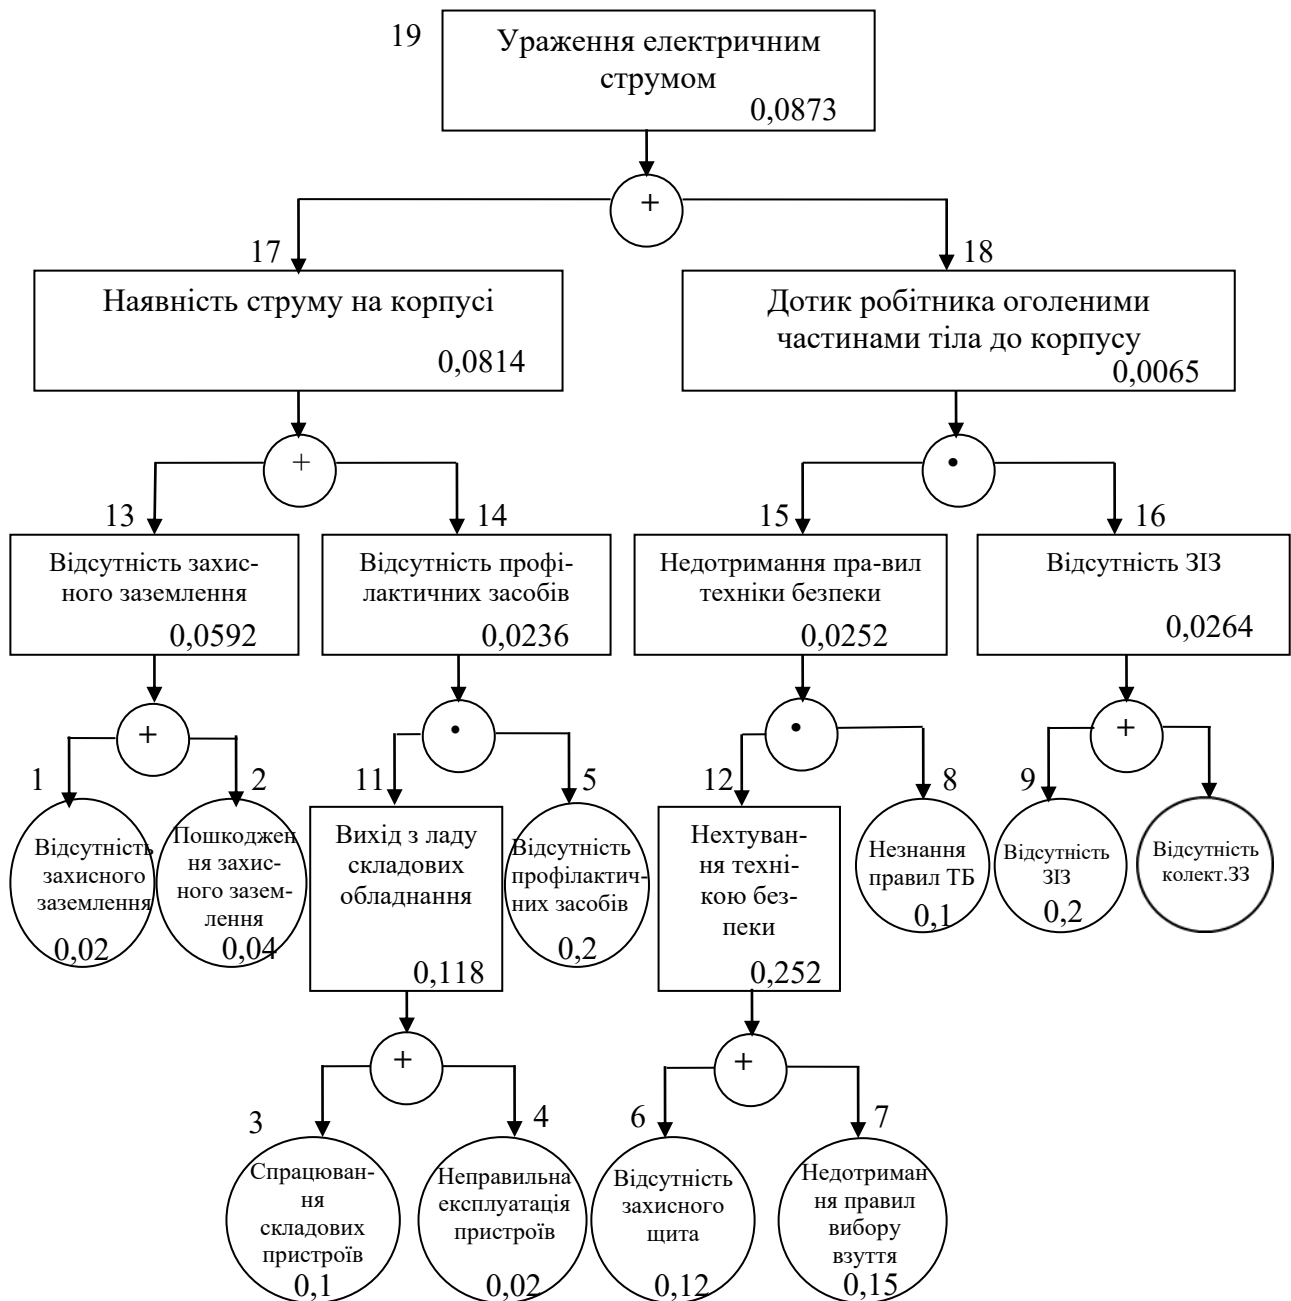 19
Ураження електричним
струмом
0,0873
+
17
18
Наявність струму на корпусі
0,0814
Дотик робітника оголеними
частинами тіла до корпусу
0,0065
+
•
13
14
15
16
Відсутність захис-
ного заземлення
0,0592
Відсутність профі-
лактичних засобів
0,0236
Недотримання пра-вил
техніки безпеки
0,0252
Відсутність ЗІЗ
0,0264
+
•
•
+
1
2
11
5
12
8
9
Відсутність
захисного
заземлення
0,02
Пошкоджен
ня захис-
ного зазем-
лення
0,04
Вихід з ладу
складових
обладнання
0,118
Відсутність
профілактич-
них засобів
0,2
Нехтуван-
ня техні-
кою без-
пеки
0,252
Незнання
правил ТБ
0,1
Відсутність
ЗІЗ
0,2
Відсутність
колект.ЗЗ
+
+
3
4
6
7
Спрацюван-
ня
складових
пристроїв
0,1
Неправильна
експлуатація
пристроїв
0,02
Відсутність
захисного
щита
0,12
Недотриман
ня правил
вибору
взуття
0,15